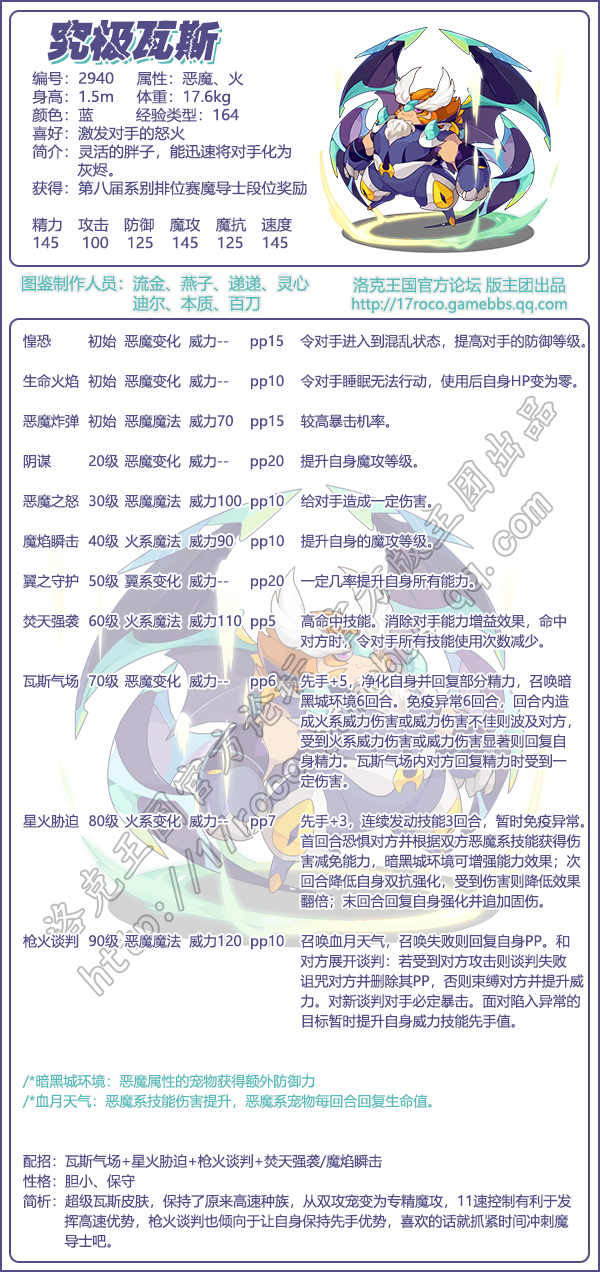 究极瓦斯
编号：2940 属性：恶魔、火
身高：1.5m 体重：17.6kg
颜色：蓝 经验类型：164
喜好：激发对手的怒火
简介：灵活的胖子，能迅速将对手化为
灰烬。
获得：第八届系别排位赛魔导士段位奖励
精力 攻击 防御 魔攻 魔抗 速度
145 100 125 145 125 145
图鉴制作人员：流金、燕子、递递、灵心
迪尔、本质、百刀
洛克王国官方论坛 版主团出品
http://17roco.gamebbs.qq.com
惶恐 初始 恶魔变化 威力-- pp15 令对手进入到混乱状态，提高对手的防御等级。
生命火焰 初始 恶魔变化 威力-- pp10 令对手睡眠无法行动，使用后自身HP变为零。
恶魔炸弹 初始 恶魔魔法 威力70 pp15 较高暴击机率。
阴谋 20级 恶魔变化 威力-- pp20 提升自身魔攻等级。
恶魔之怒 30级 恶魔魔法 威力100 pp10 给对手造成一定伤害。
魔焰瞬击 40级 火系魔法 威力90 pp10 提升自身的魔攻等级。
翼之守护 50级 翼系变化 威力-- pp20 一定几率提升自身所有能力。
焚天强袭 60级 火系魔法 威力110 pp5 高命中技能。消除对手能力增益效果，命中
对方时，令对手所有技能使用次数减少。
瓦斯气场 70级 恶魔变化 威力-- pp6 先手+5，净化自身并回复部分精力，召唤暗
黑城环境6回合。免疫异常6回合，回合内造
成火系威力伤害或威力伤害不佳则波及对方，
受到火系威力伤害或威力伤害显著则回复自
身精力。瓦斯气场内对方回复精力时受到一
定伤害。
星火胁迫 80级 火系变化 威力-- pp7 先手+3，连续发动技能3回合，暂时免疫异常。
首回合恐惧对方并根据双方恶魔系技能获得伤
害减免能力，暗黑城环境可增强能力效果；次
回合降低自身双抗强化，受到伤害则降低效果
翻倍；末回合回复自身强化并追加固伤。
枪火谈判 90级 恶魔魔法 威力120 pp10 召唤血月天气，召唤失败则回复自身PP。和
对方展开谈判：若受到对方攻击则谈判失败
诅咒对方并删除其PP，否则束缚对方并提升威
力。对新谈判对手必定暴击。面对陷入异常的
目标暂时提升自身威力技能先手值。
/*暗黑城环境：恶魔属性的宠物获得额外防御力
/*血月天气：恶魔系技能伤害提升，恶魔系宠物每回合回复生命值。
配招：瓦斯气场+星火胁迫+枪火谈判+焚天强袭/魔焰瞬击
性格：胆小、保守
简析：超级瓦斯皮肤，保持了原来高速种族，从双攻宠变为专精魔攻，11速控制有利于发
挥高速优势，枪火谈判也倾向于让自身保持先手优势，喜欢的话就抓紧时间冲刺魔
导士吧。
洛克王国官方论坛 版主团出品
http://17roco.gamebbs.qq.com